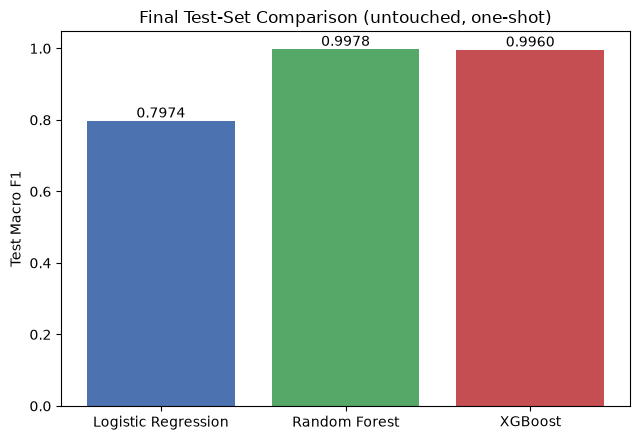 Final Test-Set Comparison (untouched, one-shot)
Test Macro F1
1.0
0.8
0.6
0.4
0.2
0.0
0.7974
0.9978
0.9960
Logistic Regression
Random Forest
XGBoost